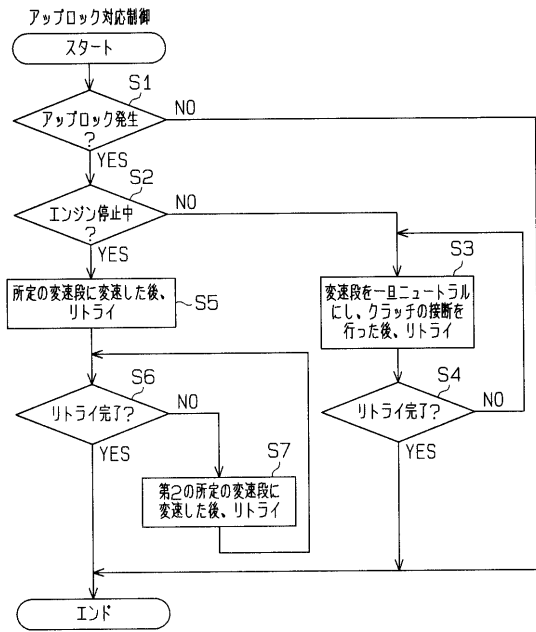 アップロック対応制御
スタート
S1
アップロック発生
?
NO
YES
S2
エンジン停止中
?
NO
YES
S3
変速段を一旦ニュートラル
にし、クラッチの接断を
行った後、リトライ
所定の変速段に変速した後、
リトライ
S5
S4
リトライ完了?
NO
YES
S6
リトライ完了?
NO
YES
S7
第2の所定の変速段に
変速した後、リトライ
エンド